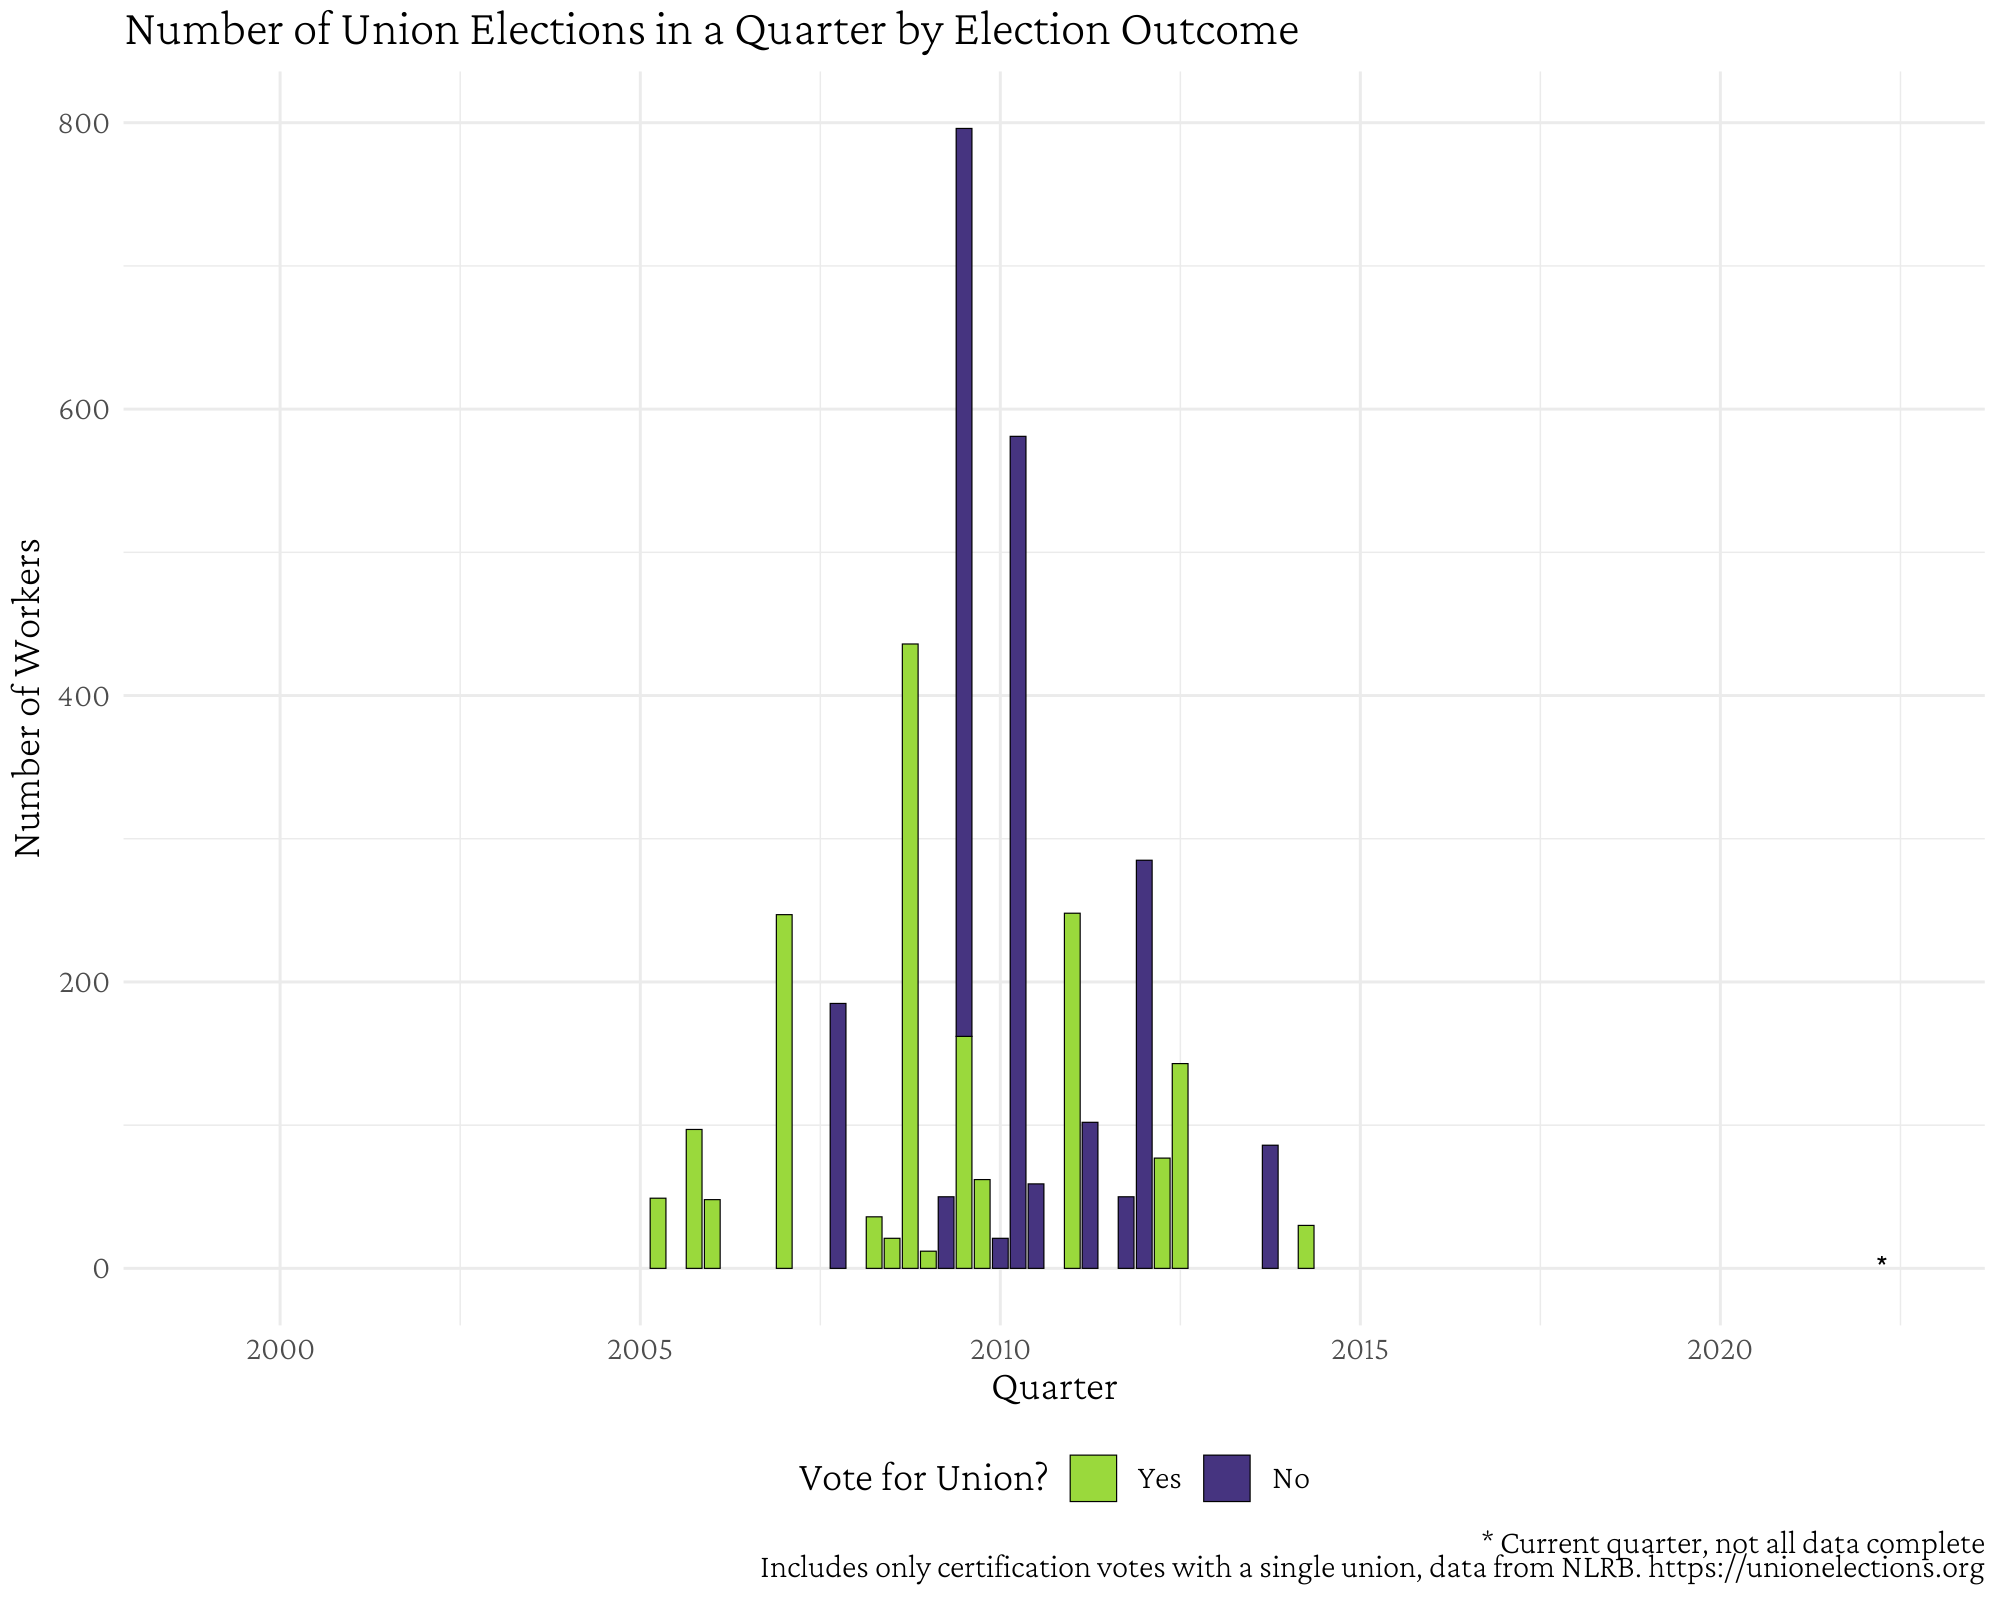 Number of Union Elections in a Quarter by Election Outcome
800
600
400
200
0
Number of Workers
*
2000 2005 2010 2015 2020
Quarter
Vote for Union? Yes No
* Current quarter, not all data complete
Includes only certification votes with a single union, data from NLRB. https://unionelections.org